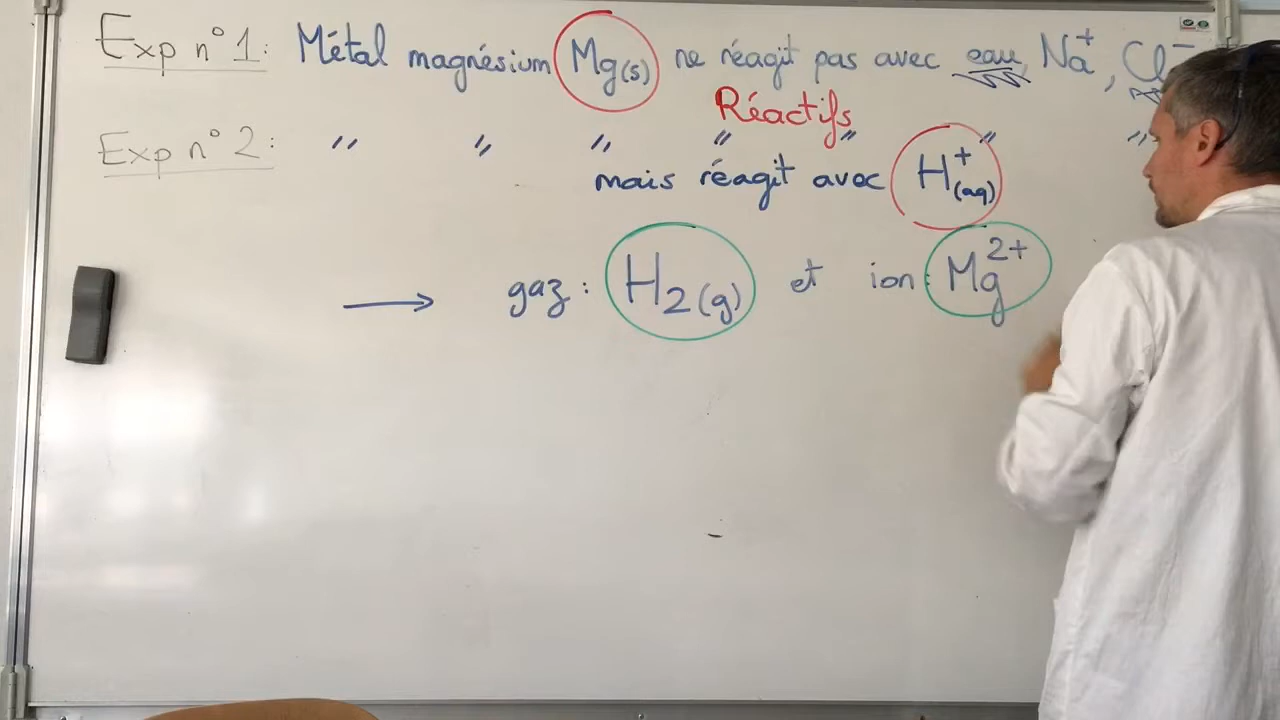 Exp n° 1: Métal magnésium Mg(s) ne réagit pas avec eau, Na⁺, Cl⁻
Réactifs
Exp n° 2: " " " " " " "
mais réagit avec H⁺(aq)
→ gaz : H₂(g) et ion : Mg²⁺